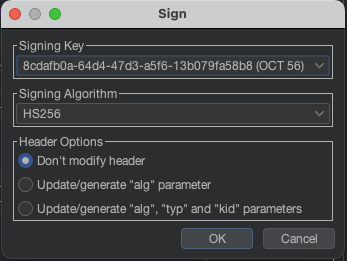 Sign
Signing Key
8cdafb0a-64d4-47d3-a5f6-13b079fa58b8 (OCT 56)
Signing Algorithm
HS256
Header Options
Don't modify header
Update/generate "alg" parameter
Update/generate "alg", "typ" and "kid" parameters
OK
Cancel